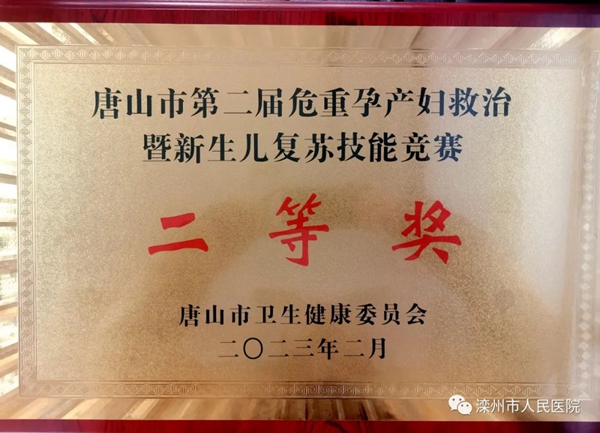 唐山市第二届危重孕产妇救治
暨新生儿复苏技能竞赛
二等奖
唐山市卫生健康委员会
二〇二三年二月
滦州市人民医院